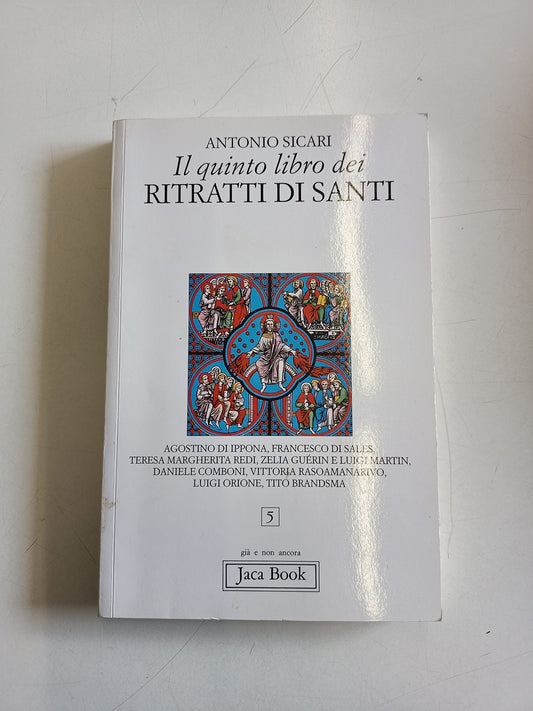 ANTONIO SICARI
Il quinto libro dei
RITRATTI DI SANTI
AGOSTINO DI IPPONA, FRANCESCO DI SALES,
TERESA MARGHERITA REDI, ZELIA GUÉRIN E LUIGI MARTIN,
DANIELE COMBONI, VITTORIA RASOAMANARIVO,
LUIGI ORIONE, TITO BRANDSMA
5
già e non ancora
Jaca Book